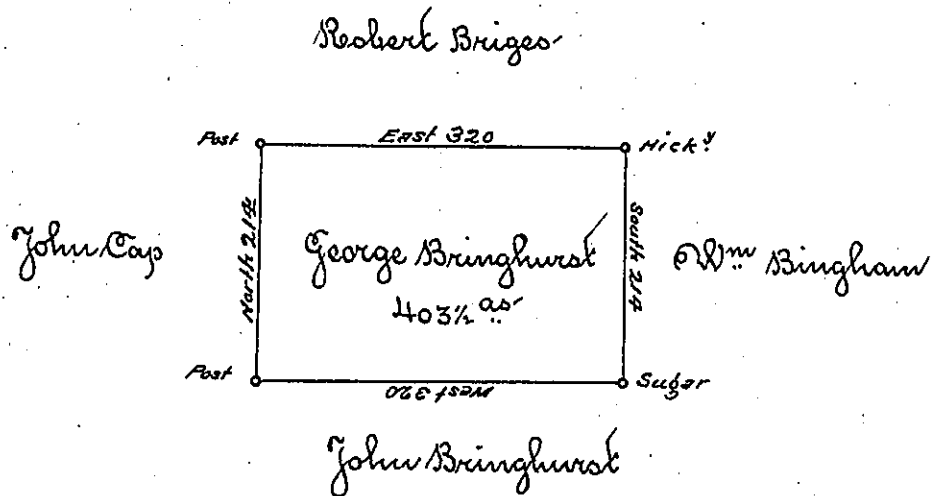 Robert Briges
Post East 320 Hick.y
John Cap North 214 George Bringhurst South 214 Wm Bingham
403½ as
Post West 320 Sugar
John Bringhurst